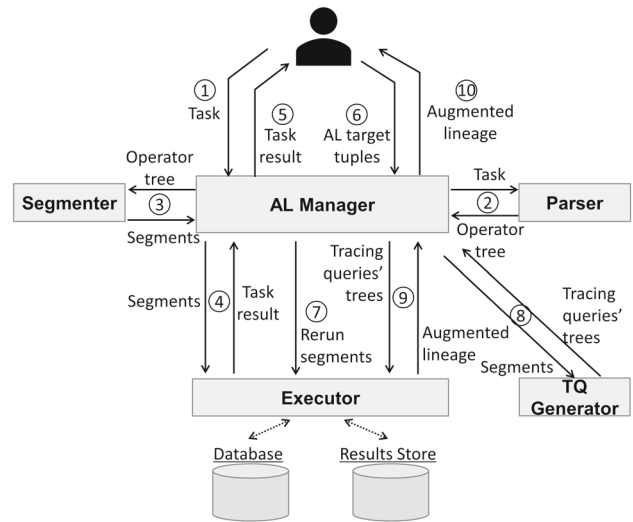 ①
Task
⑤
Task
result
⑥
AL target
tuples
⑩
Augmented
lineage
Operator
tree
③
Segments
Segmenter
AL Manager
Task
②
Operator
tree
Parser
Segments
④
Task
result
⑦
Rerun
segments
Tracing
queries’
trees
⑨
Augmented
lineage
⑧
Segments
Tracing
queries’
trees
Executor
TQ
Generator
Database
Results Store